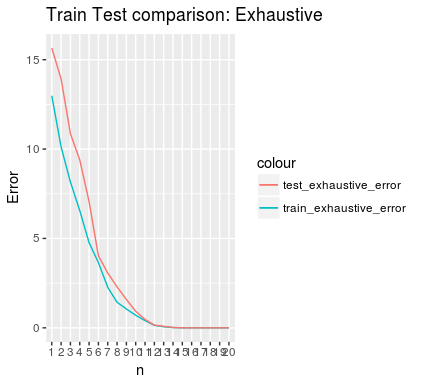 Train Test comparison: Exhaustive
15
10
5
0
Error
1 2 3 4 5 6 7 8 9 10 11 12 13 14 15 16 17 18 19 20
n
colour
test_exhaustive_error
train_exhaustive_error